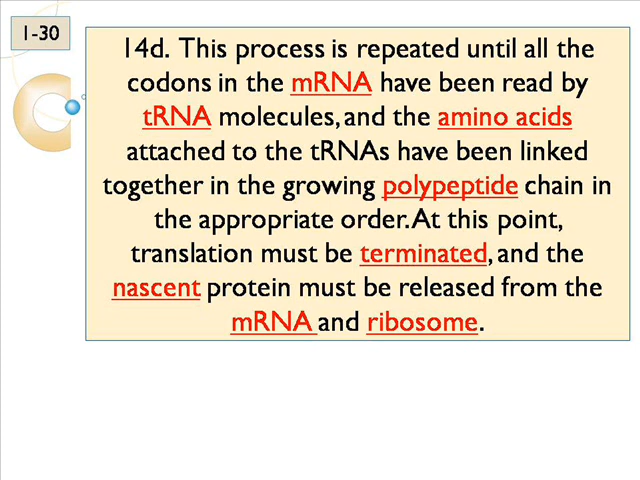 1-30
14d. This process is repeated until all the
codons in the mRNA have been read by
tRNA molecules, and the amino acids
attached to the tRNAs have been linked
together in the growing polypeptide chain in
the appropriate order. At this point,
translation must be terminated, and the
nascent protein must be released from the
mRNA and ribosome.